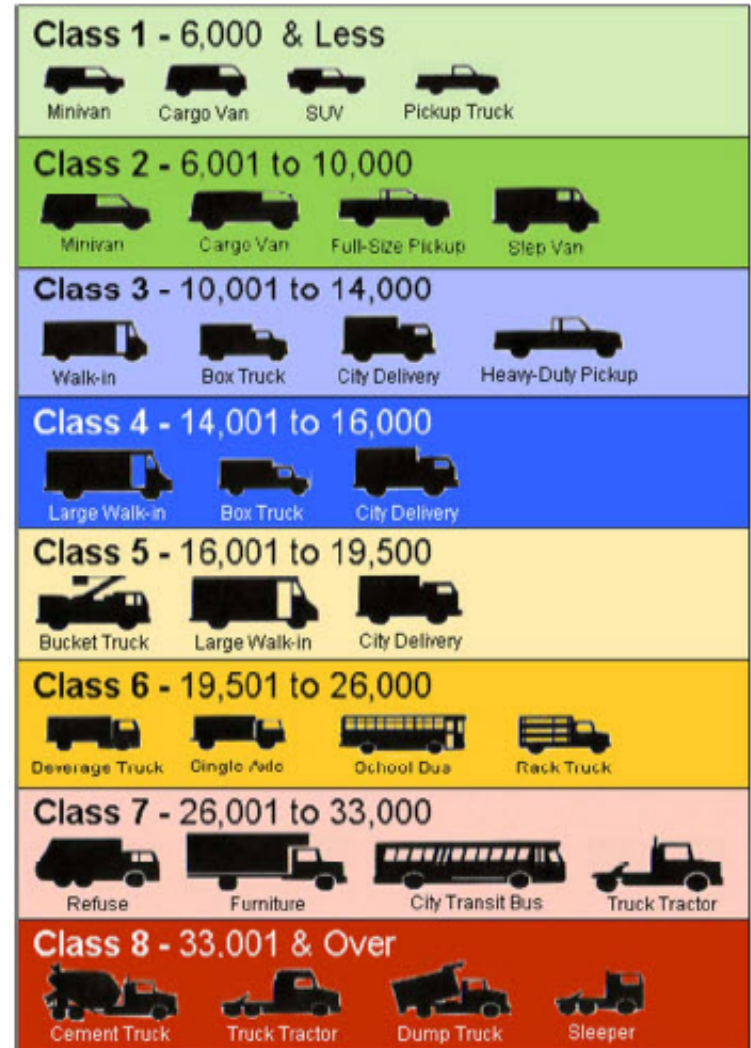 Class 1 - 6,000 & Less
Minivan Cargo Van SUV Pickup Truck
Class 2 - 6,001 to 10,000
Minivan Cargo Van Full-Size Pickup Step Van
Class 3 - 10,001 to 14,000
Walk-in Box Truck City Delivery Heavy-Duty Pickup
Class 4 - 14,001 to 16,000
Large Walk-in Box Truck City Delivery
Class 5 - 16,001 to 19,500
Bucket Truck Large Walk-in City Delivery
Class 6 - 19,501 to 26,000
Beverage Truck Single Axle School Bus Rack Truck
Class 7 - 26,001 to 33,000
Refuse Furniture City Transit Bus Truck Tractor
Class 8 - 33,001 & Over
Cement Truck Truck Tractor Dump Truck Sleeper